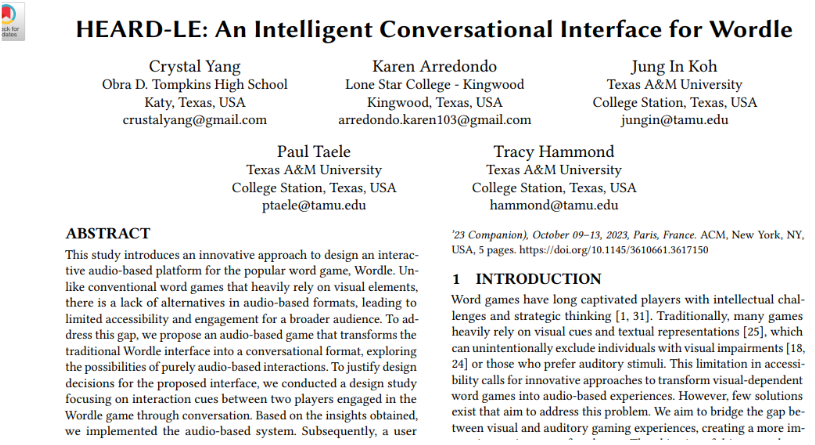 HEARD-LE: An Intelligent Conversational Interface for Wordle
Crystal Yang
Obra D. Tompkins High School
Katy, Texas, USA
crustalyang@gmail.com
Karen Arredondo
Lone Star College - Kingwood
Kingwood, Texas, USA
arredondo.karen103@gmail.com
Jung In Koh
Texas A&M University
College Station, Texas, USA
jungin@tamu.edu
Paul Taele
Texas A&M University
College Station, Texas, USA
ptaele@tamu.edu
Tracy Hammond
Texas A&M University
College Station, Texas, USA
hammond@tamu.edu
ABSTRACT
This study introduces an innovative approach to design an interac-
tive audio-based platform for the popular word game, Wordle. Un-
like conventional word games that heavily rely on visual elements,
there is a lack of alternatives in audio-based formats, leading to
limited accessibility and engagement for a broader audience. To ad-
dress this gap, we propose an audio-based game that transforms the
traditional Wordle interface into a conversational format, exploring
the possibilities of purely audio-based interactions. To justify design
decisions for the proposed interface, we conducted a design study
focusing on interaction cues between two players engaged in the
Wordle game through conversation. Based on the insights obtained,
we implemented the audio-based system. Subsequently, a user
'23 Companion), October 09–13, 2023, Paris, France. ACM, New York, NY,
USA, 5 pages. https://doi.org/10.1145/3610661.3617150
1 INTRODUCTION
Word games have long captivated players with intellectual chal-
lenges and strategic thinking [1, 31]. Traditionally, many games
heavily rely on visual cues and textual representations [25], which
can unintentionally exclude individuals with visual impairments [18,
24] or those who prefer auditory stimuli. This limitation in accessi-
bility calls for innovative approaches to transform visual-dependent
word games into audio-based experiences. However, few solutions
exist that aim to address this problem. We aim to bridge the gap be-
tween visual and auditory gaming experiences, creating a more im-